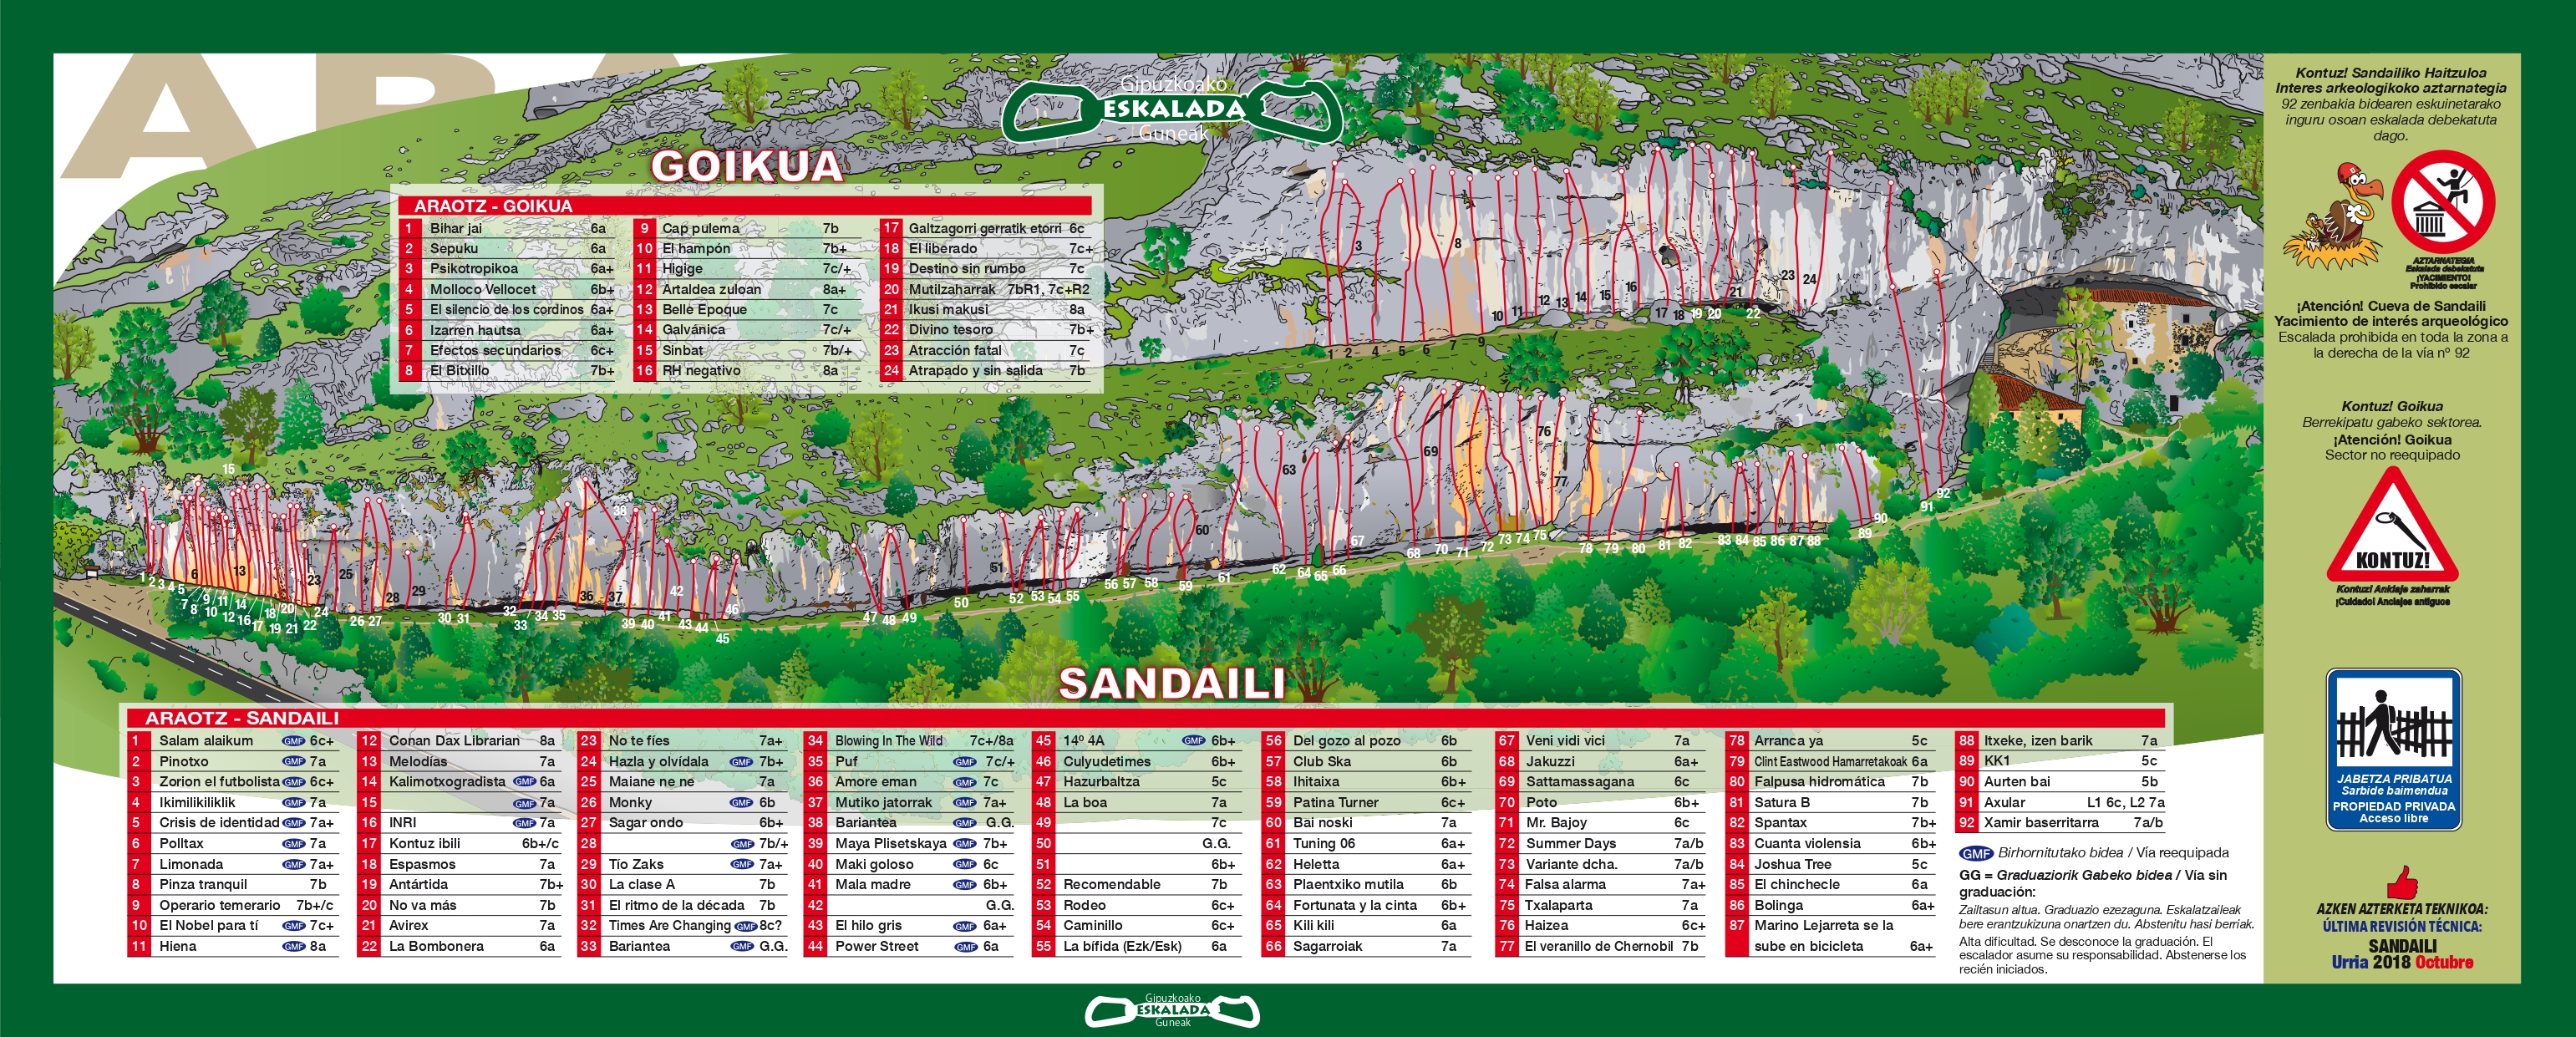 ARA
Gipuzkoako
ESKALADA
Guneak
GOIKUA
ARAOTZ - GOIKUA
1 Bihar jai 6a
2 Sepuku 6a
3 Psikotropikoa 6a+
4 Molloco Vellocet 6b+
5 El silencio de los cordinos 6a+
6 Izarren hautsa 6a+
7 Efectos secundarios 6c+
8 El Bitxillo 7b+
9 Cap pulema 7b
10 El hampón 7b+
11 Higige 7c/+
12 Artaldea zuloan 8a+
13 Belle Epoque 7c
14 Galvánica 7c/+
15 Sinbat 7b/+
16 RH negativo 8a
17 Galtzagorri gerratik etorri 6c
18 El liberado 7c+
19 Destino sin rumbo 7c
20 Mutilzaharrak 7bR1, 7c+R2
21 Ikusi makusi 8a
22 Divino tesoro 7b+
23 Atracción fatal 7c
24 Atrapado y sin salida 7b
SANDAILI
ARAOTZ - SANDAILI
1 Salam alaikum GMF 6c+
2 Pinotxo GMF 7a
3 Zorion el futbolista GMF 6c+
4 Ikimilikiliklik GMF 7a
5 Crisis de identidad GMF 7a+
6 Polltax GMF 7a
7 Limonada GMF 7a+
8 Pinza tranquil 7b
9 Operario temerario 7b+/c
10 El Nobel para tí GMF 7c+
11 Hiena GMF 8a
12 Conan Dax Librarian 8a
13 Melodías 7a
14 Kalimotxogradista GMF 6a
15 GMF 7a
16 INRI GMF 7a
17 Kontuz ibili 6b+/c
18 Espasmos 7a
19 Antártida 7b+
20 No va más 7b
21 Avirex 7a
22 La Bombonera 6a
23 No te fíes 7a+
24 Hazla y olvídala GMF 7b+
25 Maiane ne ne 7a
26 Monky GMF 6b
27 Sagar ondo 6b+
28 GMF 7b/+
29 Tío Zaks GMF 7a+
30 La clase A 7b
31 El ritmo de la década 7b
32 Times Are Changing GMF 8c?
33 Bariantea GMF G.G.
34 Blowing In The Wild 7c+/8a
35 Puf GMF 7c/+
36 Amore eman GMF 7c
37 Mutiko jatorrak GMF 7a+
38 Bariantea GMF G.G.
39 Maya Plisetskaya GMF 7b+
40 Maki goloso GMF 6c
41 Mala madre GMF 6b+
42 G.G.
43 El hilo gris GMF 6a+
44 Power Street GMF 6a
45 14º 4A GMF 6b+
46 Culyudetimes 6b+
47 Hazurbaltza 5c
48 La boa 7a
49 7c
50 G.G.
51 6b+
52 Recomendable 7b
53 Rodeo 6c+
54 Caminillo 6c+
55 La bífida (Ezk/Esk) 6a
56 Del gozo al pozo 6b
57 Club Ska 6b
58 Ihitaixa 6b+
59 Patina Turner 6c+
60 Bai noski 7a
61 Tuning 06 6a+
62 Heletta 6a+
63 Plaentxiko mutila 6b
64 Fortunata y la cinta 6b+
65 Kili kili 6a
66 Sagarroiak 7a
67 Veni vidi vici 7a
68 Jakuzzi 6a+
69 Sattamassagana 6c
70 Poto 6b+
71 Mr. Bajoy 6c
72 Summer Days 7a/b
73 Variante dcha. 7a/b
74 Falsa alarma 7a+
75 Txalaparta 7a
76 Haizea 6c+
77 El veranillo de Chernobil 7b
78 Arranca ya 5c
79 Clint Eastwood Hamarretakoak 6a
80 Falpusa hidromática 7b
81 Satura B 7b
82 Spantax 7b+
83 Cuanta violensia 6b+
84 Joshua Tree 5c
85 El chinchecle 6a
86 Bolinga 6a+
87 Marino Lejarreta se la
sube en bicicleta 6a+
88 Itxeke, izen barik 7a
89 KK1 5c
90 Aurten bai 5b
91 Axular L1 6c, L2 7a
92 Xamir baserritarra 7a/b
GMF Birhornitutako bidea / Vía reequipada
GG = Graduaziorik Gabeko bidea / Vía sin
graduación:
Zailtasun altua. Graduazio ezezaguna. Eskalatzaileak
bere erantzukizuna onartzen du. Abstenitu hasi berriak.
Alta dificultad. Se desconoce la graduación. El
escalador asume su responsabilidad. Abstenerse los
recién iniciados.
Kontuz! Sandailiko Haitzuloa
Interes arkeologikoko aztarnategia
92 zenbakia bidearen eskuinetarako
inguru osoan eskalada debekatuta
dago.
AZTARNATEGIA
Eskalada debekatuta
¡YACIMIENTO!
Prohibido escalar
¡Atención! Cueva de Sandaili
Yacimiento de interés arqueológico
Escalada prohibida en toda la zona a
la derecha de la vía nº 92
Kontuz! Goikua
Berrekipatu gabeko sektorea.
¡Atención! Goikua
Sector no reequipado
KONTUZ!
Kontuz! Anklaje zaharrak
¡Cuidado! Anclajes antiguos
JABETZA PRIBATUA
Sarbide baimendua
PROPIEDAD PRIVADA
Acceso libre
AZKEN AZTERKETA TEKNIKOA:
ÚLTIMA REVISIÓN TÉCNICA:
SANDAILI
Urria 2018 Octubre
Gipuzkoako
ESKALADA
Guneak